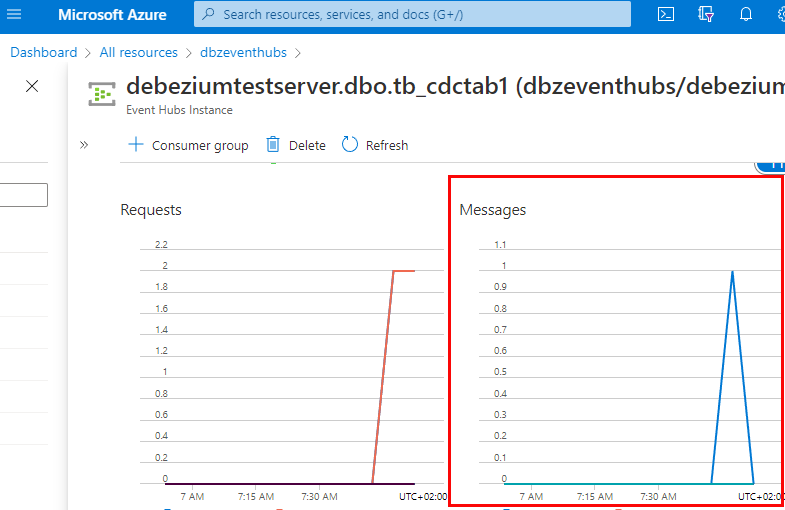 Microsoft Azure
Search resources, services, and docs (G+/)
Dashboard > All resources > dbzeventhubs >
debeziumtestserver.dbo.tb_cdctab1 (dbzeventhubs/debezium
Event Hubs Instance
» + Consumer group Delete Refresh
Requests
2.2
2
1.8
1.6
1.4
1.2
1
0.8
0.6
0.4
0.2
0
7 AM 7:15 AM 7:30 AM UTC+02:00
Messages
1.1
1
0.9
0.8
0.7
0.6
0.5
0.4
0.3
0.2
0.1
0
7 AM 7:15 AM 7:30 AM UTC+02:0